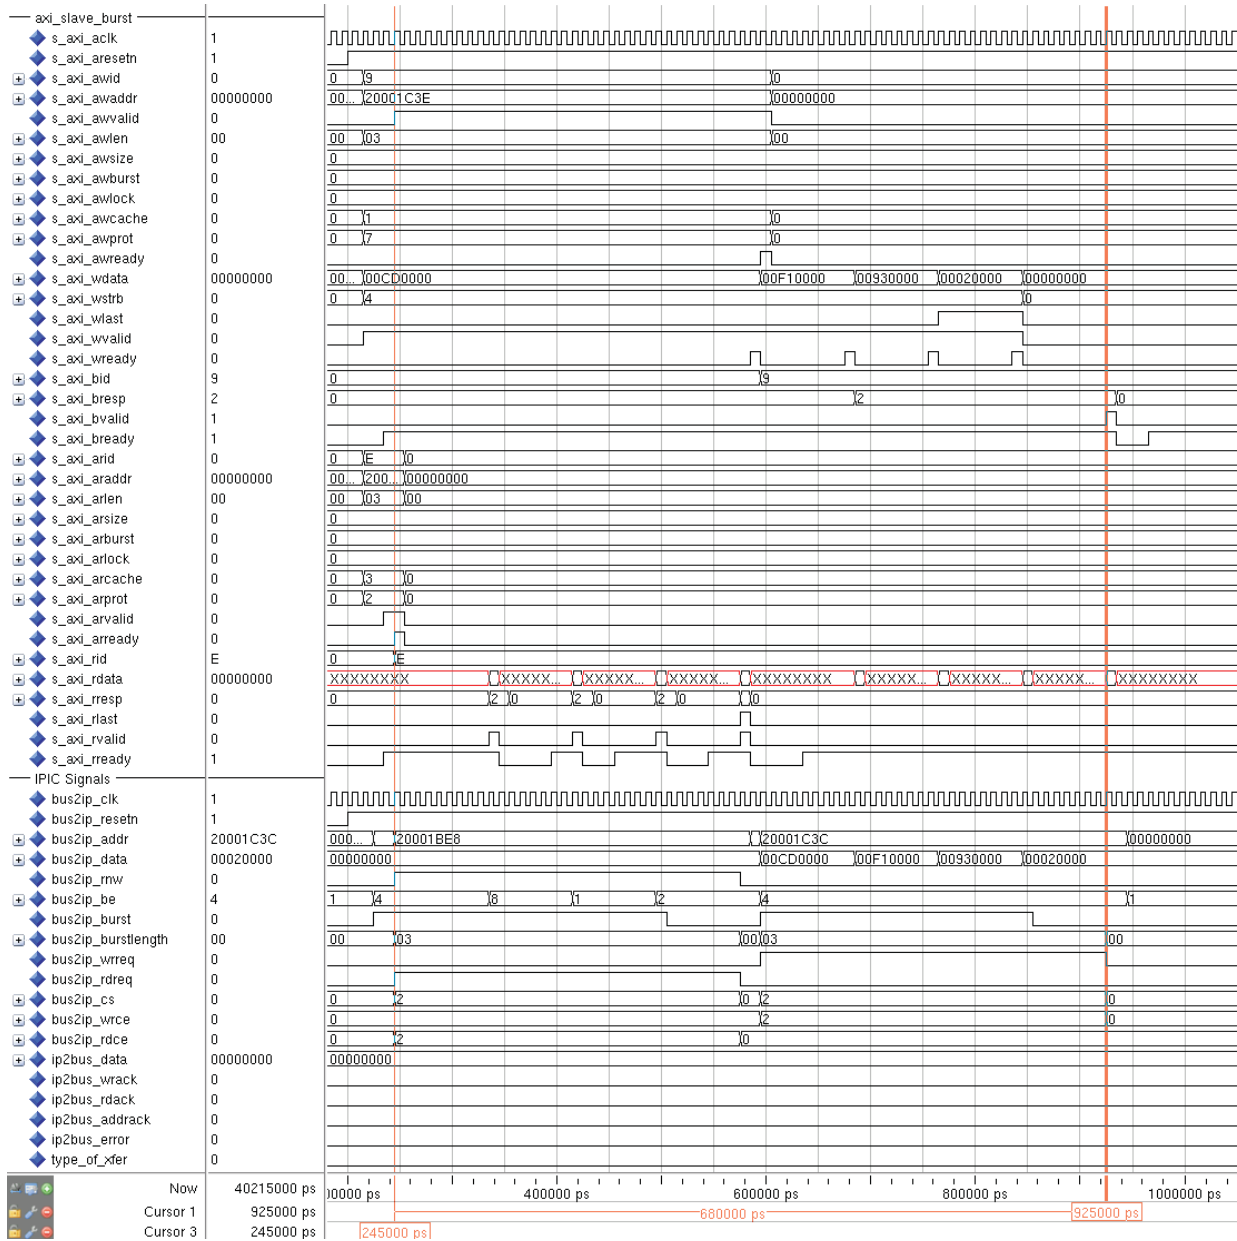 axi_slave_burst
s_axi_aclk 1
s_axi_aresetn 1
s_axi_awid 0 0 9 0
s_axi_awaddr 00000000 00... 20001C3E 00000000
s_axi_awvalid 0
s_axi_awlen 00 00 03 00
s_axi_awsize 0 0
s_axi_awburst 0 0
s_axi_awlock 0 0
s_axi_awcache 0 0 1 0
s_axi_awprot 0 0 7 0
s_axi_awready 0
s_axi_wdata 00000000 00... 00CD0000 00F10000 00930000 00020000 00000000
s_axi_wstrb 0 0 4 0
s_axi_wlast 0
s_axi_wvalid 0
s_axi_wready 0
s_axi_bid 9 0 9
s_axi_bresp 2 0 2 0
s_axi_bvalid 1
s_axi_bready 1
s_axi_arid 0 0 E 0
s_axi_araddr 00000000 00... 200... 00000000
s_axi_arlen 00 00 03 00
s_axi_arsize 0 0
s_axi_arburst 0 0
s_axi_arlock 0 0
s_axi_arcache 0 0 3 0
s_axi_arprot 0 0 2 0
s_axi_arvalid 0
s_axi_arready 0
s_axi_rid E 0 E
s_axi_rdata 00000000 XXXXXXXX XXXXX... XXXXX... XXXXX... XXXXXXXX XXXXX... XXXXX... XXXXX... XXXXXXXX
s_axi_rresp 0 0 2 0 2 0 2 0 0
s_axi_rlast 0
s_axi_rvalid 0
s_axi_rready 1
IPIC Signals
bus2ip_clk 1
bus2ip_resetn 1
bus2ip_addr 20001C3C 000... 20001BE8 20001C3C 00000000
bus2ip_data 00020000 00000000 00CD0000 00F10000 00930000 00020000
bus2ip_rnw 0
bus2ip_be 4 1 4 8 1 2 4 1
bus2ip_burst 0
bus2ip_burstlength 00 00 03 00 03 00
bus2ip_wrreq 0
bus2ip_rdreq 0
bus2ip_cs 0 0 2 0 2 0
bus2ip_wrce 0 0 2 0
bus2ip_rdce 0 0 2 0
ip2bus_data 00000000 00000000
ip2bus_wrack 0
ip2bus_rdack 0
ip2bus_addrack 0
ip2bus_error 0
type_of_xfer 0
Now 40215000 ps 400000 ps 600000 ps 800000 ps 1000000 ps
Cursor 1 925000 ps 680000 ps 925000 ps
Cursor 3 245000 ps 245000 ps